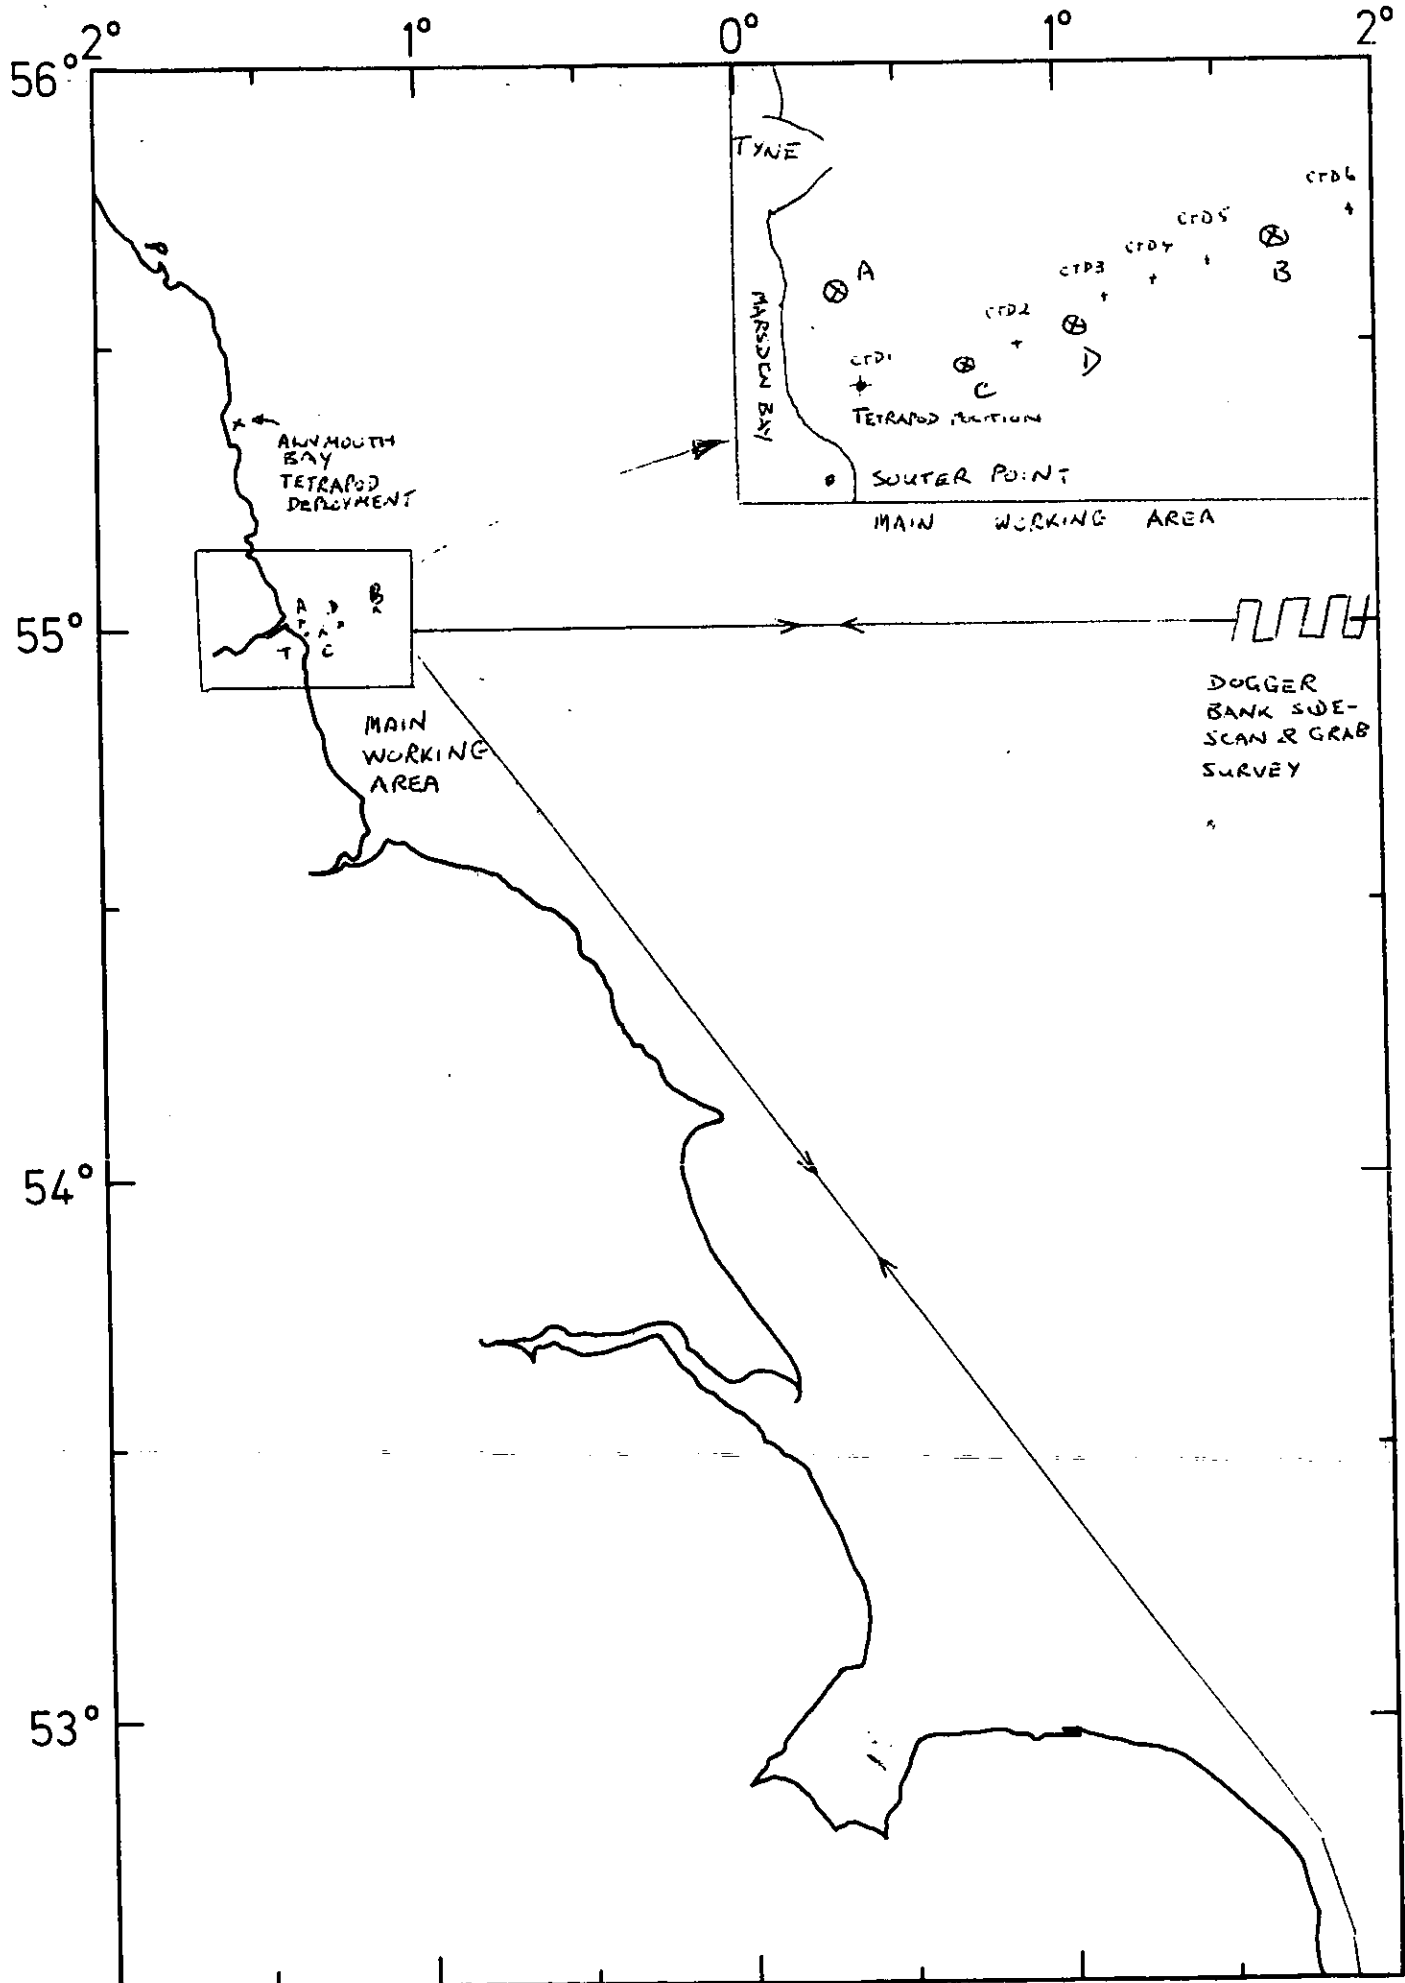 2° 1° 0° 1° 2°
56°
TYNE
CTD6
CTD5
CTD4
CTD3
CTD2
CTD1
A
B
D
C
MARSDEN BAY
TETRAPOD POSITION
SOUTER POINT
MAIN WORKING AREA
ALNMOUTH
BAY
TETRAPOD
DEPLOYMENT
55°
A D B
T C
MAIN
WORKING
AREA
DOGGER
BANK SIDE-
SCAN & GRAB
SURVEY
54°
53°